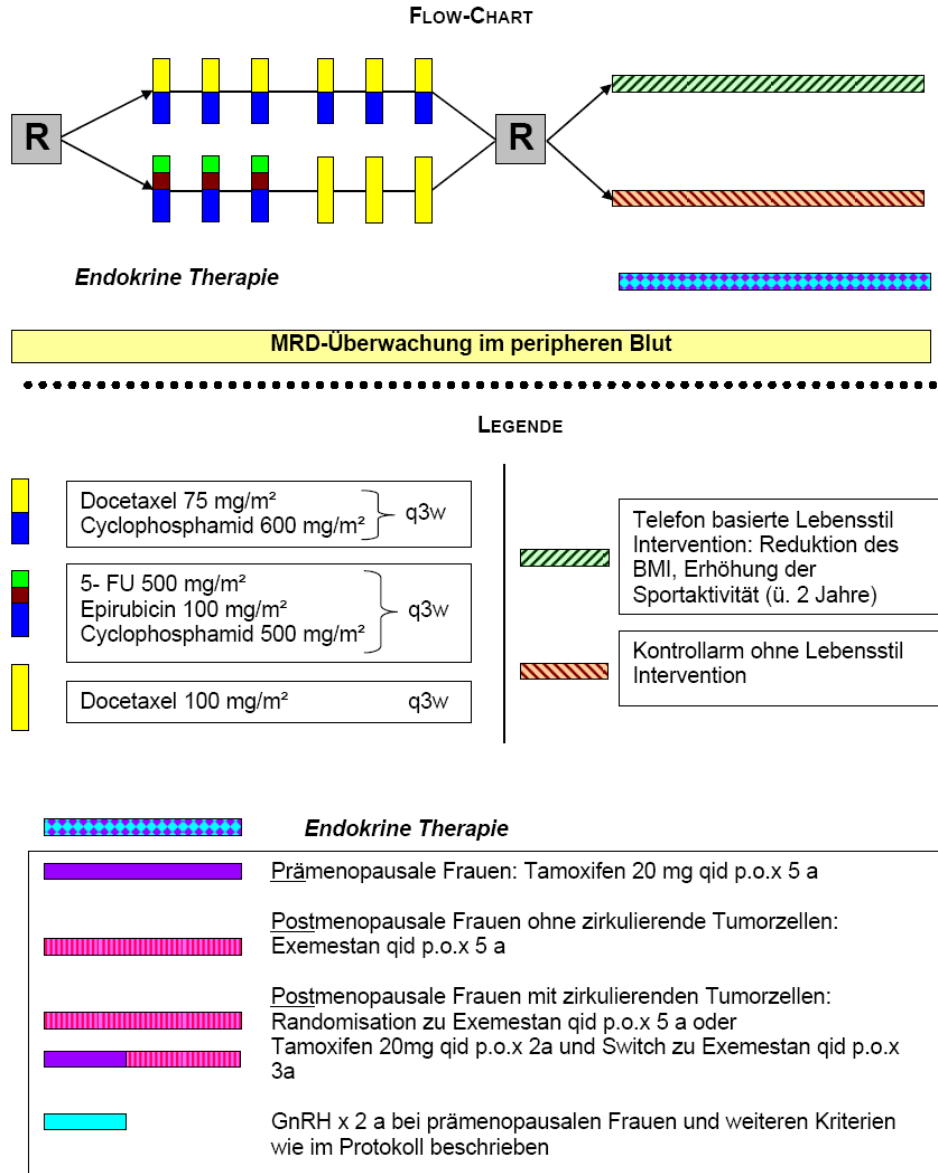 FLOW-CHART
R
R
Endokrine Therapie
MRD-Überwachung im peripheren Blut
LEGENDE
Docetaxel 75 mg/m²
Cyclophosphamid 600 mg/m²
q3w
5- FU 500 mg/m²
Epirubicin 100 mg/m²
Cyclophosphamid 500 mg/m²
q3w
Docetaxel 100 mg/m² q3w
Telefon basierte Lebensstil
Intervention: Reduktion des
BMI, Erhöhung der
Sportaktivität (ü. 2 Jahre)
Kontrollarm ohne Lebensstil
Intervention
Endokrine Therapie
Prämenopausale Frauen: Tamoxifen 20 mg qid p.o.x 5 a
Postmenopausale Frauen ohne zirkulierende Tumorzellen:
Exemestan qid p.o.x 5 a
Postmenopausale Frauen mit zirkulierenden Tumorzellen:
Randomisation zu Exemestan qid p.o.x 5 a oder
Tamoxifen 20mg qid p.o.x 2a und Switch zu Exemestan qid p.o.x
3a
GnRH x 2 a bei prämenopausalen Frauen und weiteren Kriterien
wie im Protokoll beschrieben